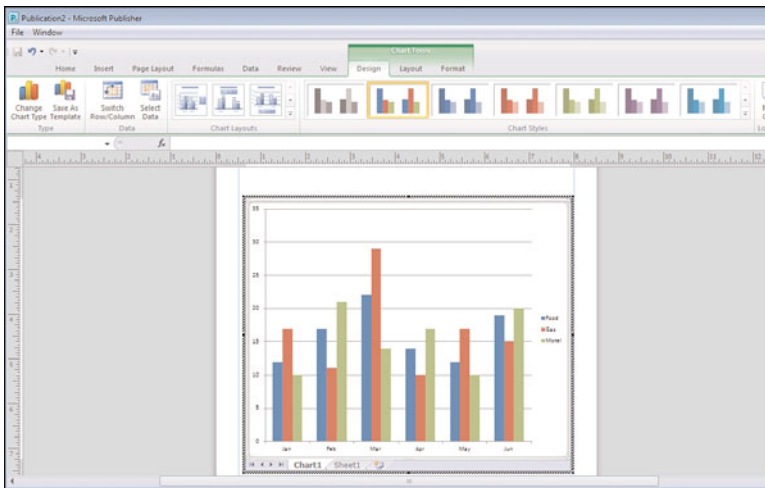 Publication2 - Microsoft Publisher
File Window
Chart Tools
Home Insert Page Layout Formulas Data Review View Design Layout Format
Change Chart Type
Save As Template
Switch Row/Column
Select Data
Type Data Chart Layouts Chart Styles
fx
35
30
25
20
15
10
5
0
Jan Feb Mar Apr May Jun
Food
Gas
Motel
Chart1 Sheet1